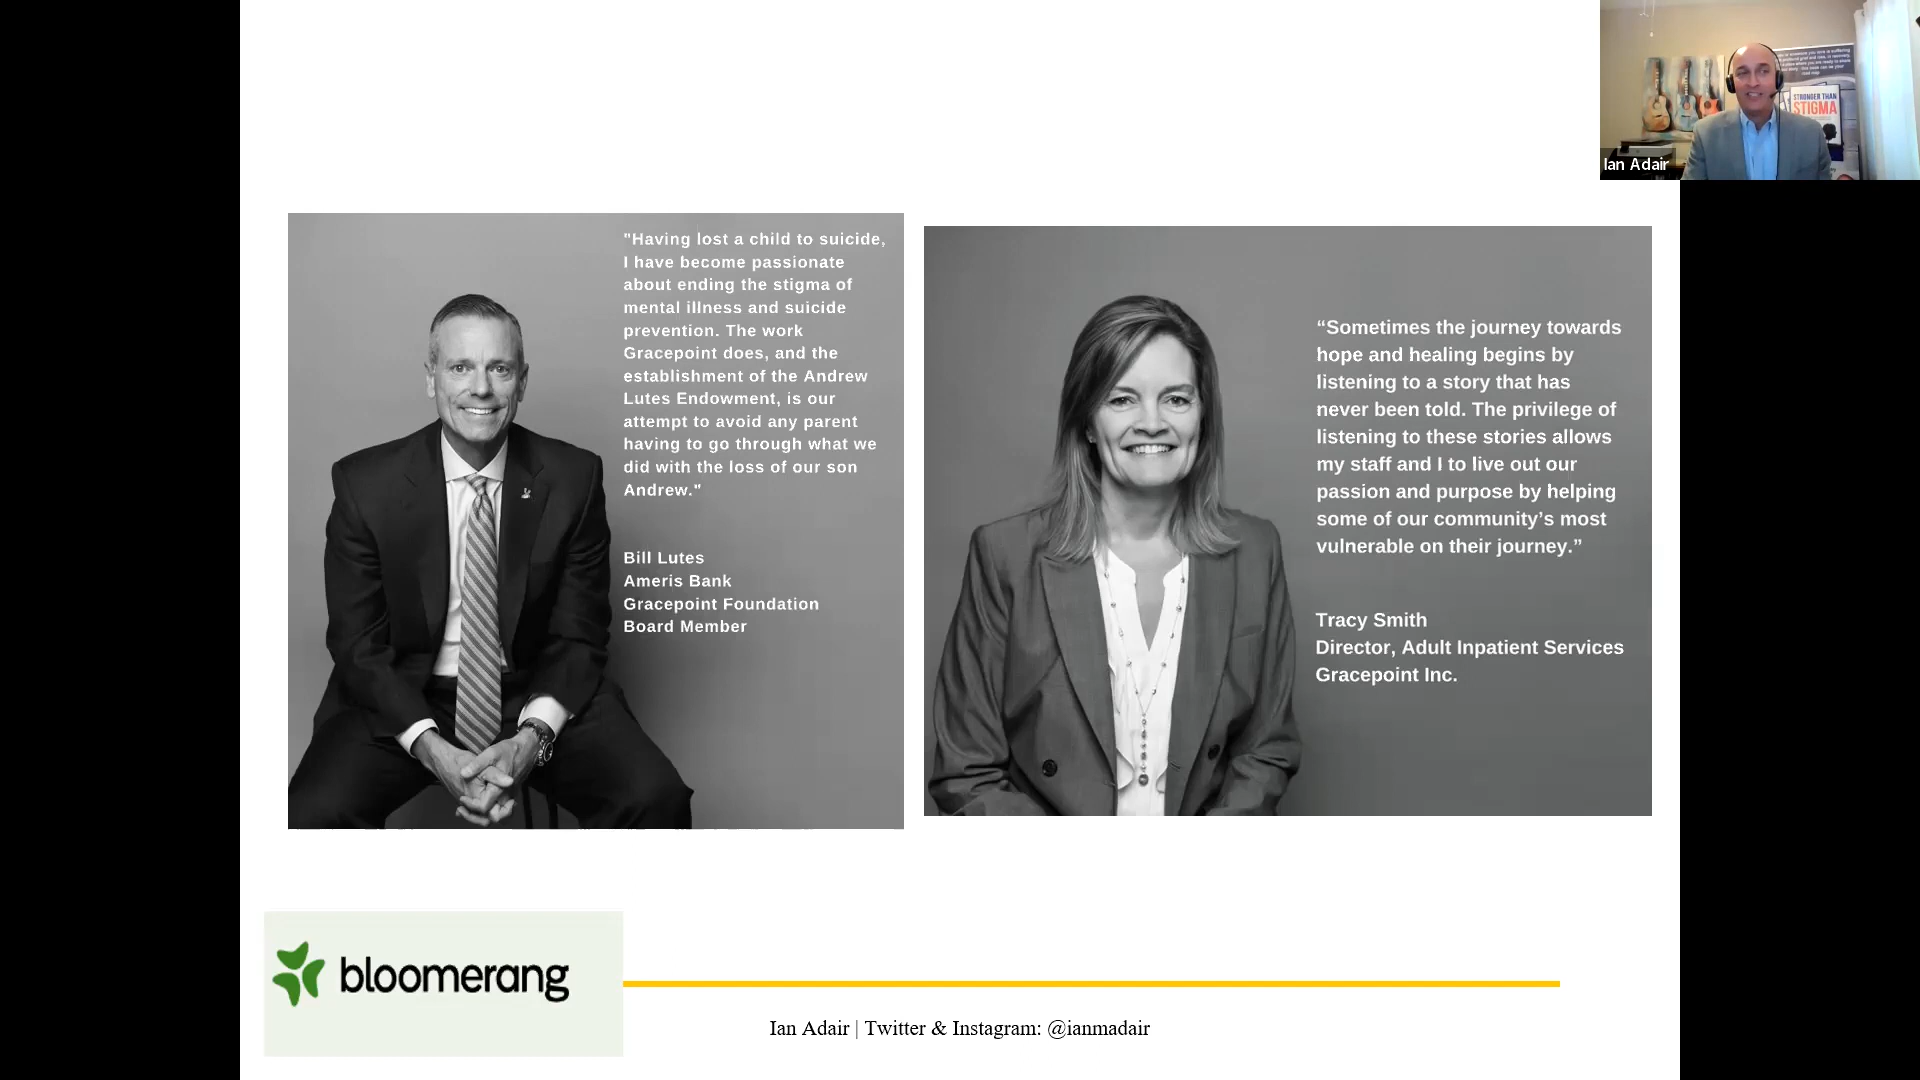 "Having lost a child to suicide,
I have become passionate
about ending the stigma of
mental illness and suicide
prevention. The work
Gracepoint does, and the
establishment of the Andrew
Lutes Endowment, is our
attempt to avoid any parent
having to go through what we
did with the loss of our son
Andrew."
Bill Lutes
Ameris Bank
Gracepoint Foundation
Board Member
“Sometimes the journey towards
hope and healing begins by
listening to a story that has
never been told. The privilege of
listening to these stories allows
my staff and I to live out our
passion and purpose by helping
some of our community’s most
vulnerable on their journey.”
Tracy Smith
Director, Adult Inpatient Services
Gracepoint Inc.
STRONGER THAN
STIGMA
Ian Adair
bloomerang
Ian Adair | Twitter & Instagram: @ianmadair